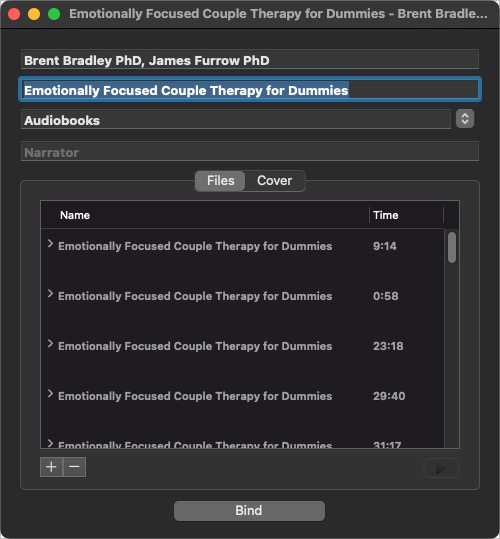 Emotionally Focused Couple Therapy for Dummies - Brent Bradle...
Brent Bradley PhD, James Furrow PhD
Emotionally Focused Couple Therapy for Dummies
Audiobooks
Narrator
Files Cover
Name Time
Emotionally Focused Couple Therapy for Dummies 9:14
Emotionally Focused Couple Therapy for Dummies 0:58
Emotionally Focused Couple Therapy for Dummies 23:18
Emotionally Focused Couple Therapy for Dummies 29:40
Emotionally Focused Couple Therapy for Dummies 31:17
Bind